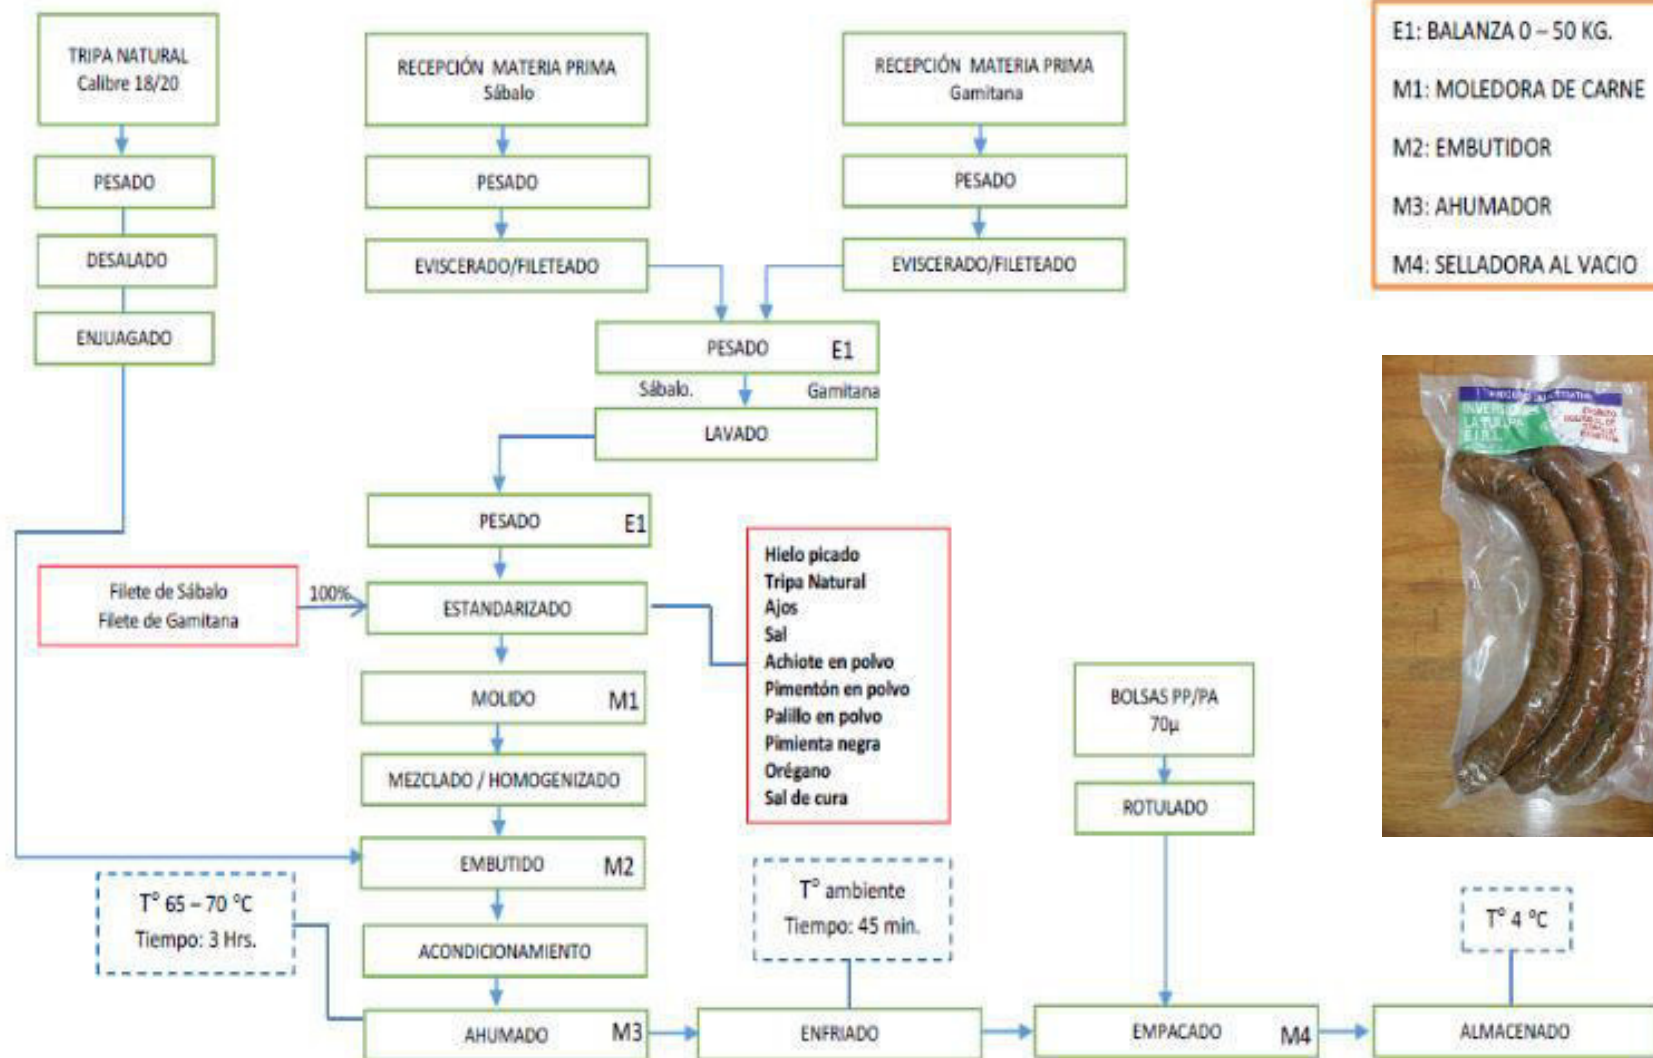 TRIPA NATURAL
Calibre 18/20
PESADO
DESALADO
ENJUAGADO
RECEPCIÓN MATERIA PRIMA
Sábalo
PESADO
EVISCERADO/FILETEADO
RECEPCIÓN MATERIA PRIMA
Gamitana
PESADO
EVISCERADO/FILETEADO
E1: BALANZA 0 – 50 KG.
M1: MOLEDORA DE CARNE
M2: EMBUTIDOR
M3: AHUMADOR
M4: SELLADORA AL VACIO
PESADO E1
Sábalo. Gamitana
LAVADO
PESADO E1
Filete de Sábalo
Filete de Gamitana
100%
ESTANDARIZADO
Hielo picado
Tripa Natural
Ajos
Sal
Achiote en polvo
Pimentón en polvo
Palillo en polvo
Pimienta negra
Orégano
Sal de cura
MOLIDO M1
MEZCLADO / HOMOGENIZADO
EMBUTIDO M2
ACONDICIONAMIENTO
T° 65 – 70 °C
Tiempo: 3 Hrs.
AHUMADO M3
T° ambiente
Tiempo: 45 min.
ENFRIADO
BOLSAS PP/PA
70µ
ROTULADO
EMPACADO M4
T° 4 °C
ALMACENADO
INVERSIONES
LA TULLPA
E.I.R.L.